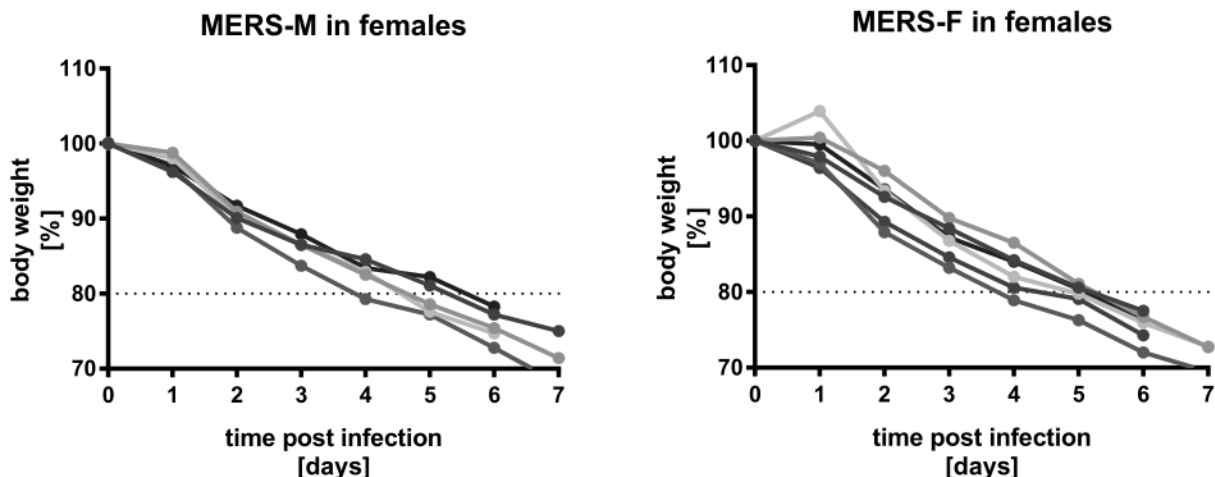 MERS-M in females
110
100
90
80
70
body weight
[%]
0 1 2 3 4 5 6 7
time post infection
[days]
MERS-F in females
110
100
90
80
70
body weight
[%]
0 1 2 3 4 5 6 7
time post infection
[days]